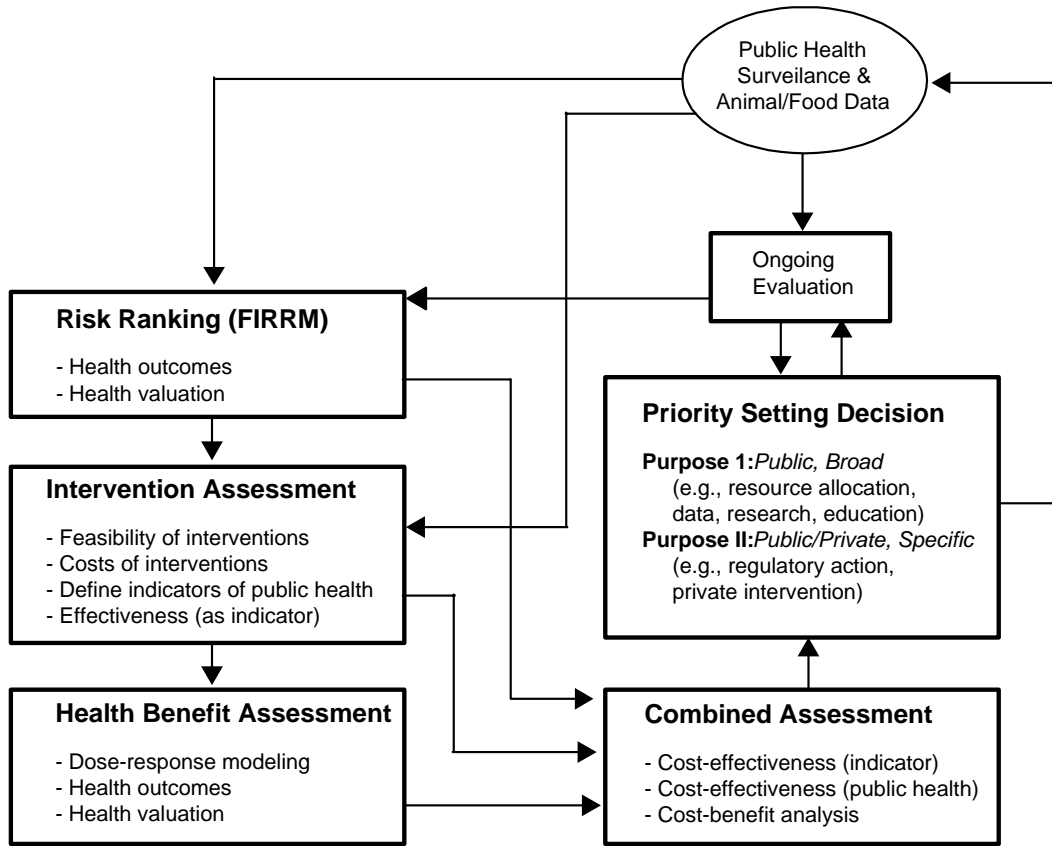 Public Health
Surveilance &
Animal/Food Data
Ongoing
Evaluation
Risk Ranking (FIRRM)
- Health outcomes
- Health valuation
Intervention Assessment
- Feasibility of interventions
- Costs of interventions
- Define indicators of public health
- Effectiveness (as indicator)
Health Benefit Assessment
- Dose-response modeling
- Health outcomes
- Health valuation
Priority Setting Decision
Purpose 1:Public, Broad
(e.g., resource allocation,
data, research, education)
Purpose II:Public/Private, Specific
(e.g., regulatory action,
private intervention)
Combined Assessment
- Cost-effectiveness (indicator)
- Cost-effectiveness (public health)
- Cost-benefit analysis